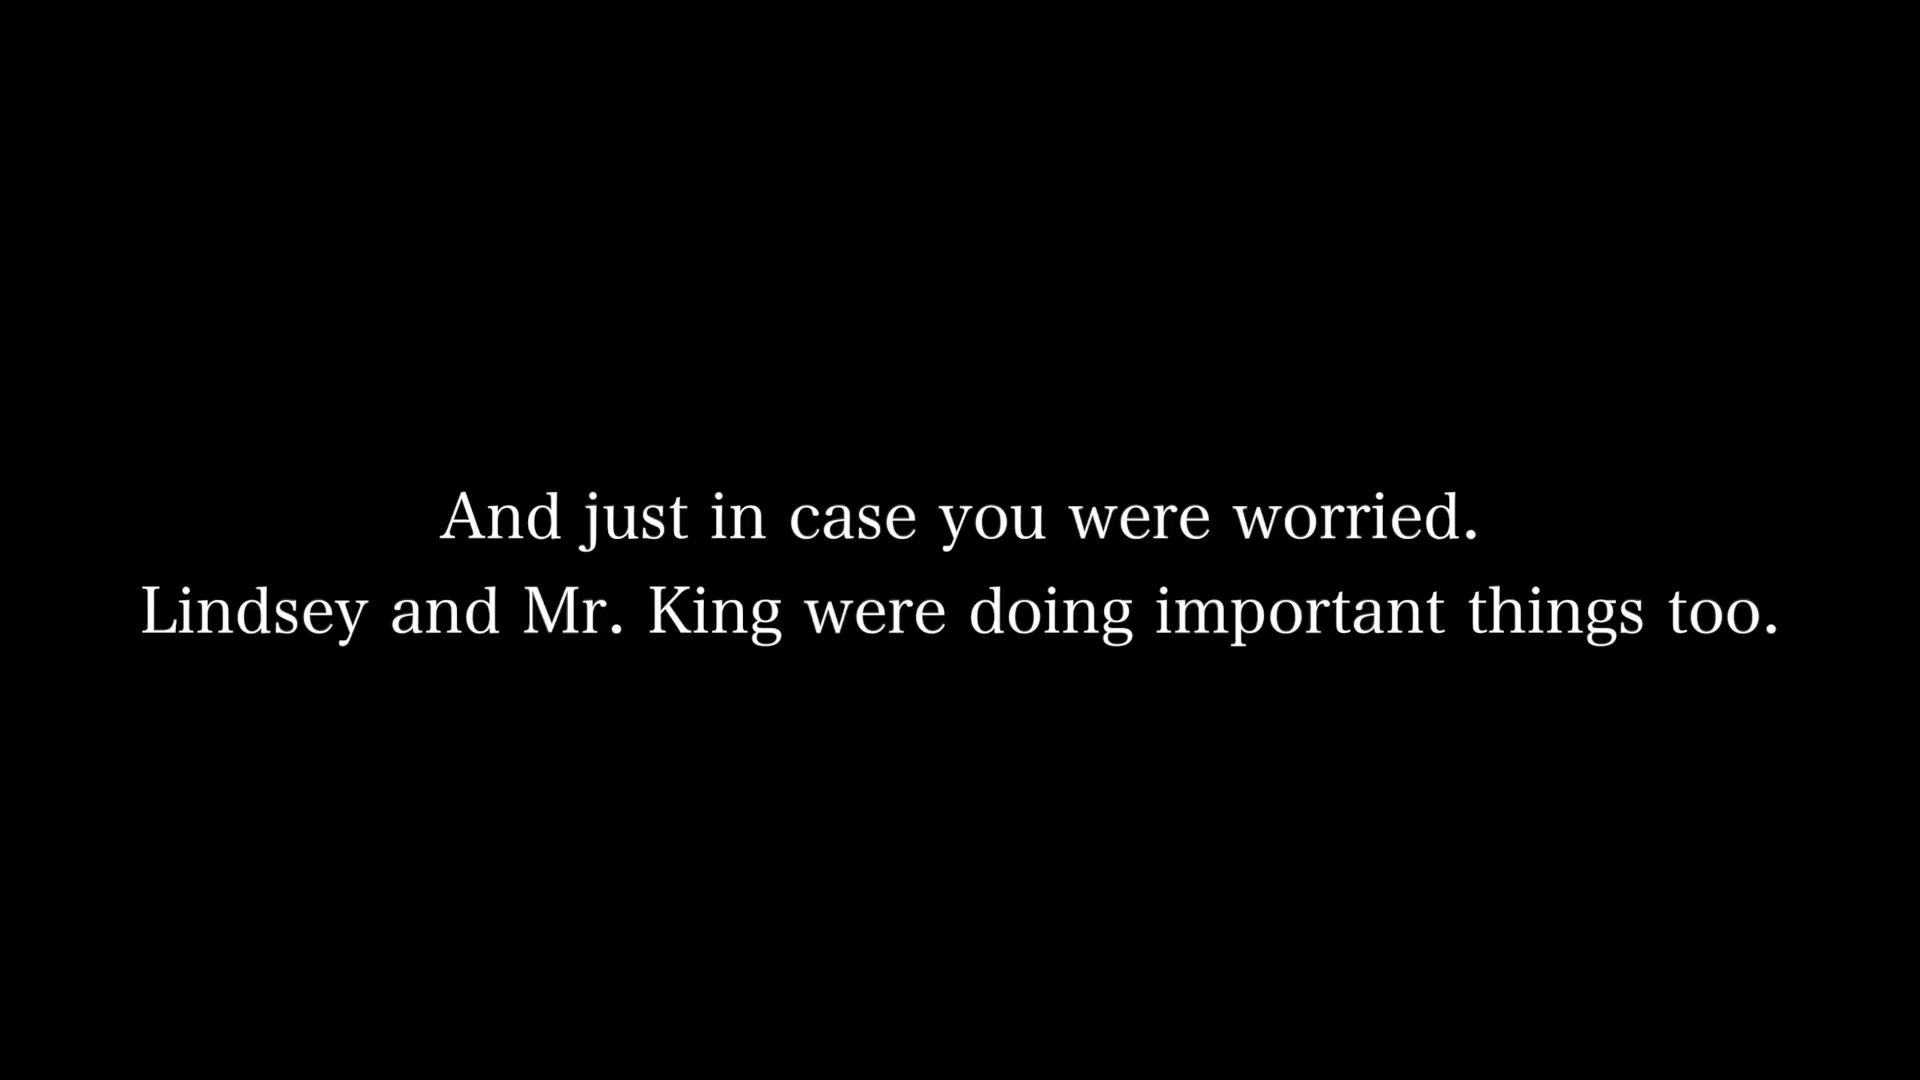 And just in case you were worried.
Lindsey and Mr. King were doing important things too.